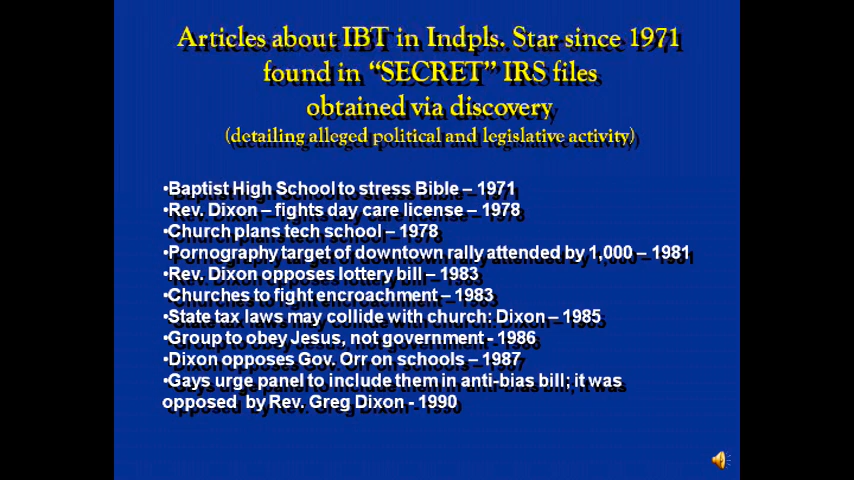 Articles about IBT in Indpls. Star since 1971
found in “SECRET” IRS files
obtained via discovery
(detailing alleged political and legislative activity)
•Baptist High School to stress Bible – 1971
•Rev. Dixon – fights day care license – 1978
•Church plans tech school – 1978
•Pornography target of downtown rally attended by 1,000 – 1981
•Rev. Dixon opposes lottery bill – 1983
•Churches to fight encroachment – 1983
•State tax laws may collide with church: Dixon – 1985
•Group to obey Jesus, not government - 1986
•Dixon opposes Gov. Orr on schools – 1987
•Gays urge panel to include them in anti-bias bill; it was
opposed  by Rev. Greg Dixon - 1990